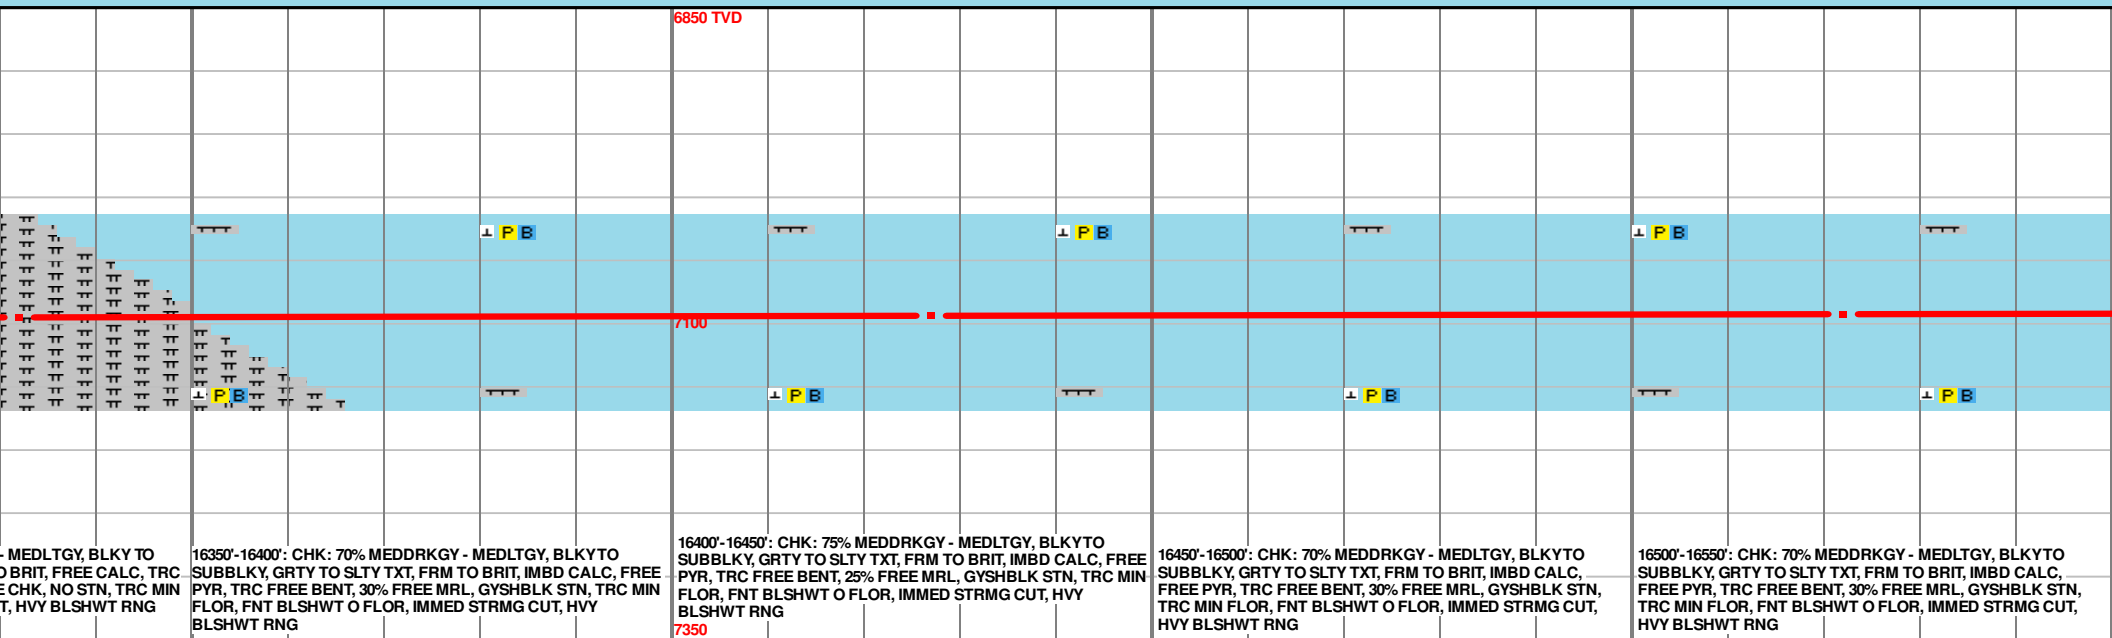 6850 TVD
⊥ P B
⊥ P B
⊥ P B
7100
⊥ P B
⊥ P B
⊥ P B
⊥ P B
- MEDLTGY, BLKY TO
O BRIT, FREE CALC, TRC
E CHK, NO STN, TRC MIN
T, HVY BLSHWT RNG
16350'-16400': CHK: 70% MEDDRKGY - MEDLTGY, BLKYTO
SUBBLKY, GRTY TO SLTY TXT, FRM TO BRIT, IMBD CALC, FREE
PYR, TRC FREE BENT, 30% FREE MRL, GYSHBLK STN, TRC MIN
FLOR, FNT BLSHWT O FLOR, IMMED STRMG CUT, HVY
BLSHWT RNG
16400'-16450': CHK: 75% MEDDRKGY - MEDLTGY, BLKYTO
SUBBLKY, GRTY TO SLTY TXT, FRM TO BRIT, IMBD CALC, FREE
PYR, TRC FREE BENT, 25% FREE MRL, GYSHBLK STN, TRC MIN
FLOR, FNT BLSHWT O FLOR, IMMED STRMG CUT, HVY
BLSHWT RNG
7350
16450'-16500': CHK: 70% MEDDRKGY - MEDLTGY, BLKYTO
SUBBLKY, GRTY TO SLTY TXT, FRM TO BRIT, IMBD CALC,
FREE PYR, TRC FREE BENT, 30% FREE MRL, GYSHBLK STN,
TRC MIN FLOR, FNT BLSHWT O FLOR, IMMED STRMG CUT,
HVY BLSHWT RNG
16500'-16550': CHK: 70% MEDDRKGY - MEDLTGY, BLKYTO
SUBBLKY, GRTY TO SLTY TXT, FRM TO BRIT, IMBD CALC,
FREE PYR, TRC FREE BENT, 30% FREE MRL, GYSHBLK STN,
TRC MIN FLOR, FNT BLSHWT O FLOR, IMMED STRMG CUT,
HVY BLSHWT RNG